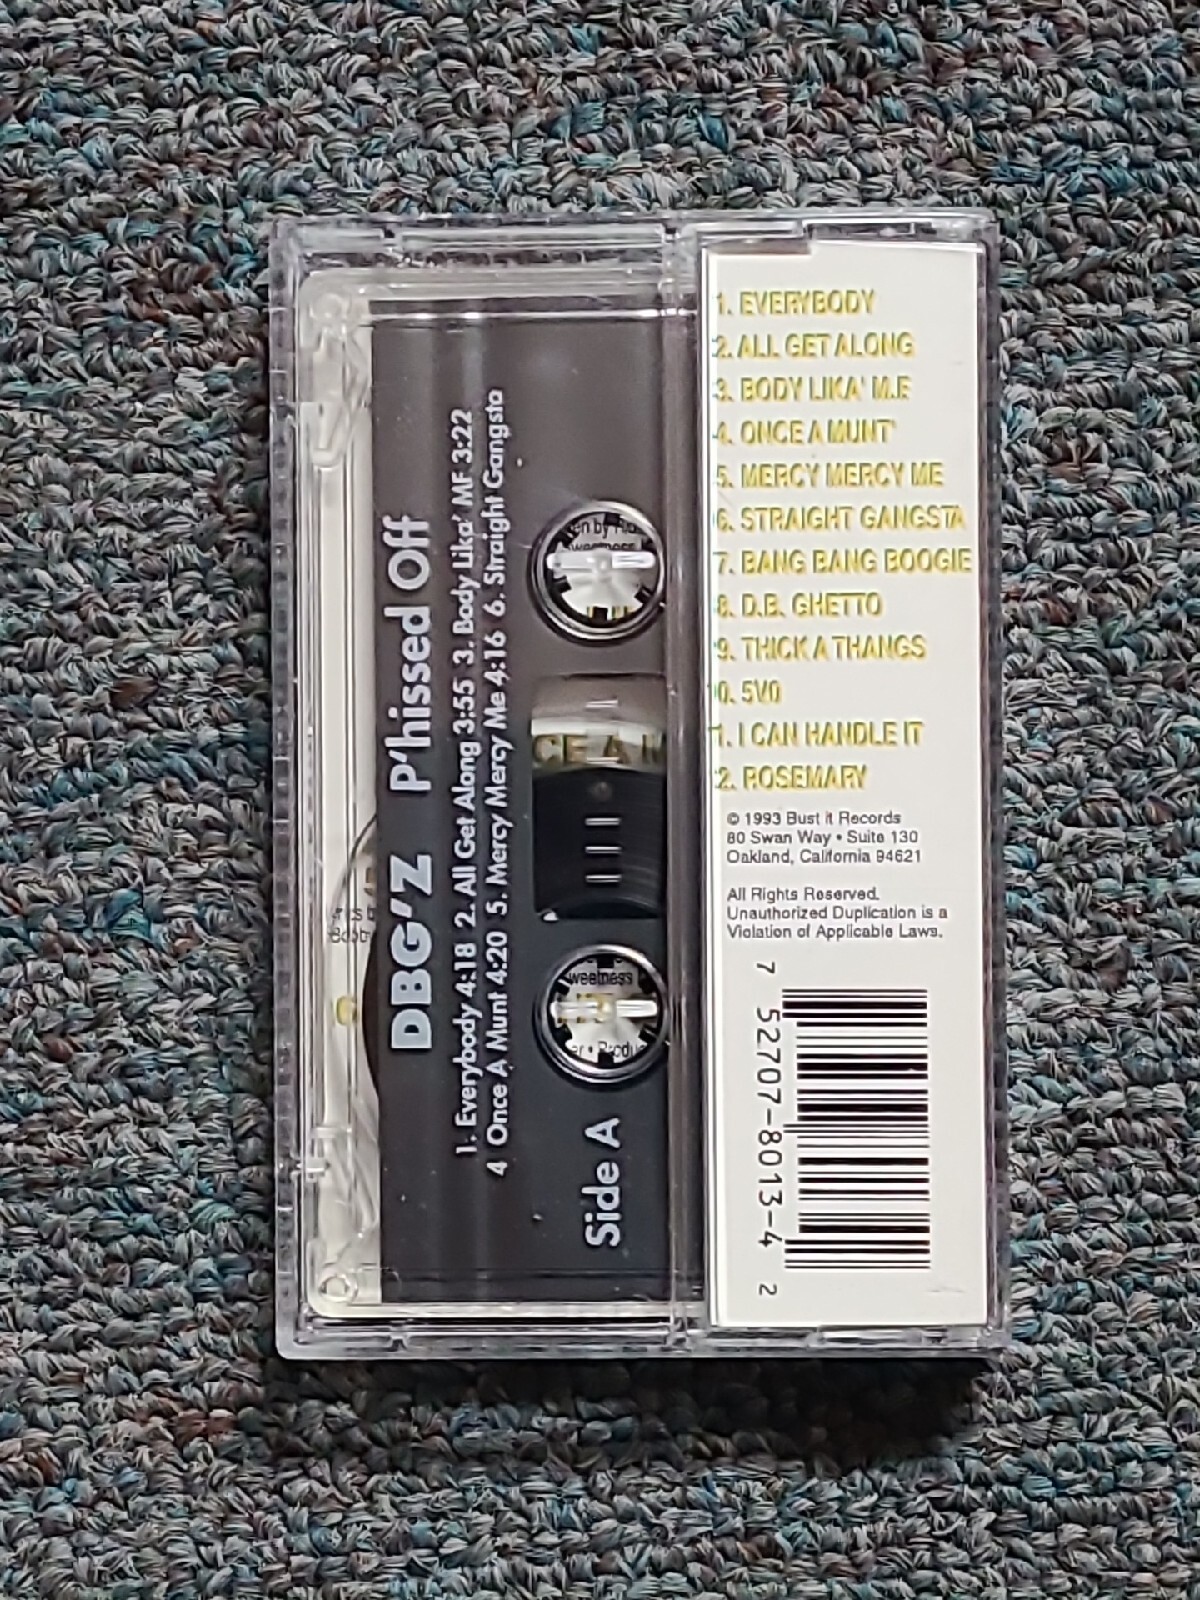 DBG'Z P'hissed Off
1. Everybody 4:18 2. All Get Along 3:55 3. Body Lika' MF 3:22
4 Once A Munt 4:20 5. Mercy Mercy Me 4:16 6. Straight Gangsta
Side A
1. EVERYBODY
2. ALL GET ALONG
3. BODY LIKA' M.F
4. ONCE A MUNT'
5. MERCY MERCY ME
6. STRAIGHT GANGSTA
7. BANG BANG BOOGIE
8. D.B. GHETTO
9. THICK A THANGS
0. 5V0
1. I CAN HANDLE IT
2. ROSEMARY
© 1993 Bust it Records
80 Swan Way • Suite 130
Oakland, California 94621
All Rights Reserved.
Unauthorized Duplication is a
Violation of Applicable Laws.
7 52707-8013-4 2